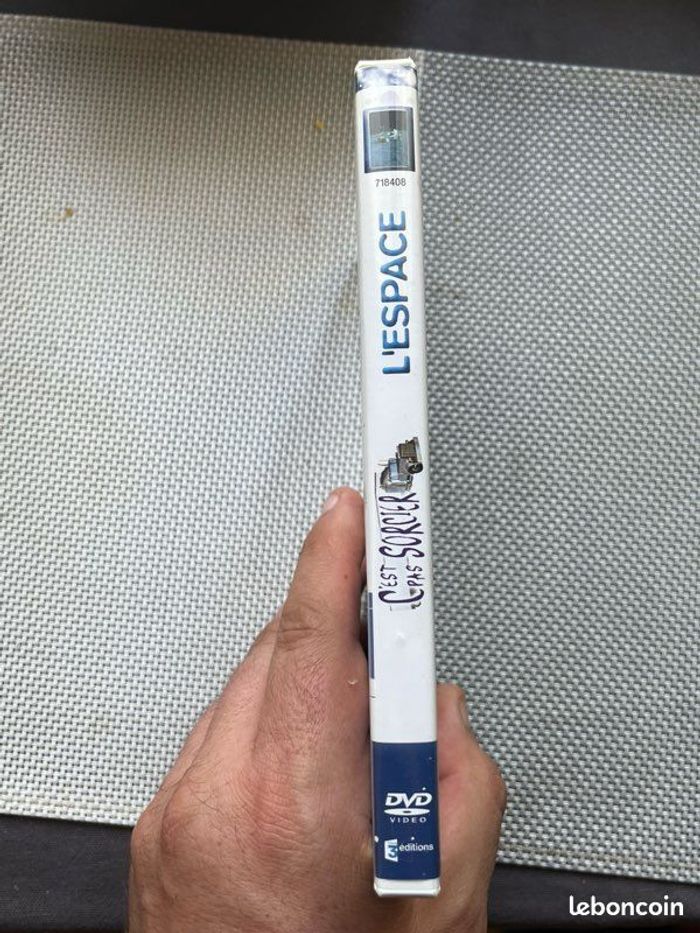 718408
L'ESPACE
C'EST
PAS SORCIER
DVD
VIDEO
3 éditions
leboncoin